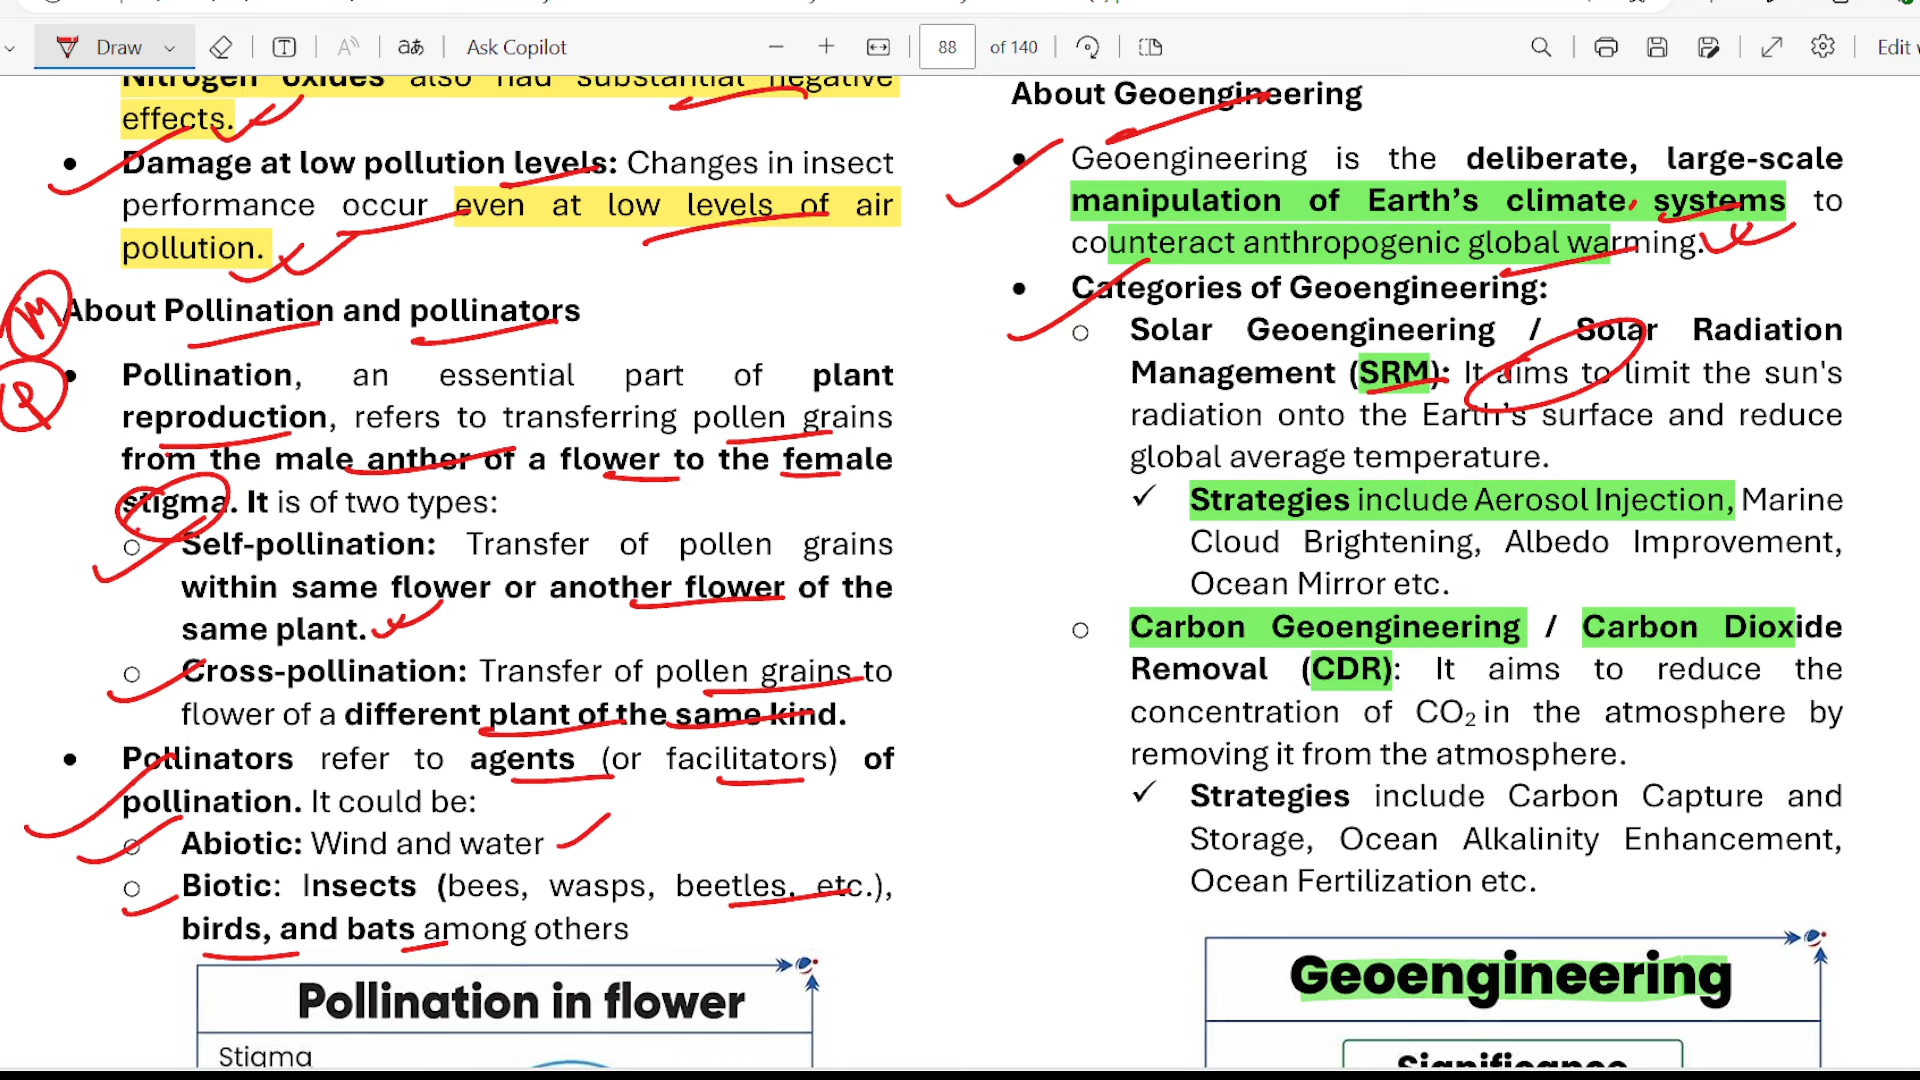 Draw
Ask Copilot
88 of 140
Edit
Nitrogen oxides also had substantial negative
effects.
• Damage at low pollution levels: Changes in insect
performance occur even at low levels of air
pollution.
About Pollination and pollinators
• Pollination, an essential part of plant
reproduction, refers to transferring pollen grains
from the male anther of a flower to the female
stigma. It is of two types:
o Self-pollination: Transfer of pollen grains
within same flower or another flower of the
same plant.
o Cross-pollination: Transfer of pollen grains to
flower of a different plant of the same kind.
• Pollinators refer to agents (or facilitators) of
pollination. It could be:
o Abiotic: Wind and water
o Biotic: Insects (bees, wasps, beetles, etc.),
birds, and bats among others
Pollination in flower
Stigma
About Geoengineering
• Geoengineering is the deliberate, large-scale
manipulation of Earth’s climate systems to
counteract anthropogenic global warming.
• Categories of Geoengineering:
o Solar Geoengineering / Solar Radiation
Management (SRM): It aims to limit the sun's
radiation onto the Earth’s surface and reduce
global average temperature.
✓ Strategies include Aerosol Injection, Marine
Cloud Brightening, Albedo Improvement,
Ocean Mirror etc.
o Carbon Geoengineering / Carbon Dioxide
Removal (CDR): It aims to reduce the
concentration of CO₂ in the atmosphere by
removing it from the atmosphere.
✓ Strategies include Carbon Capture and
Storage, Ocean Alkalinity Enhancement,
Ocean Fertilization etc.
Geoengineering
Significance